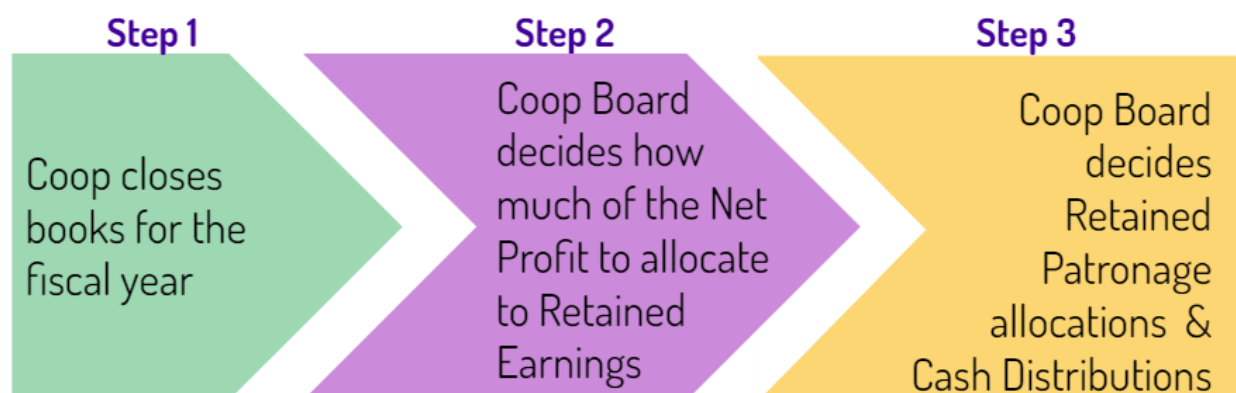 Step 1
Coop closes
books for the
fiscal year
Step 2
Coop Board
decides how
much of the Net
Profit to allocate
to Retained
Earnings
Step 3
Coop Board
decides
Retained
Patronage
allocations &
Cash Distributions